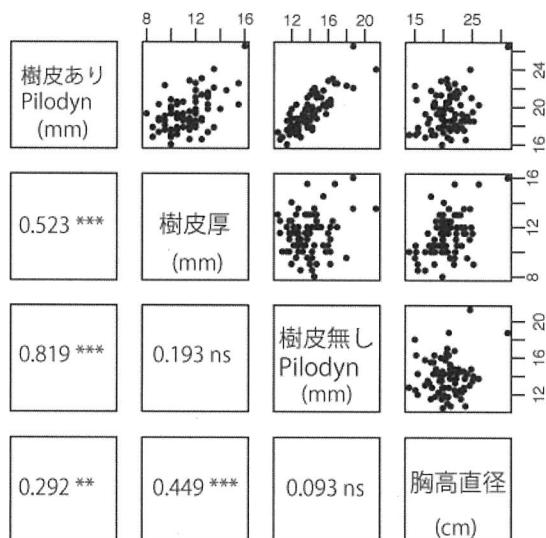 8 12 16
12 16 20
15 25
樹皮あり
Pilodyn
(mm)
16 20 24
0.523 ***
樹皮厚
(mm)
8 12 16
0.819 ***
0.193 ns
樹皮無し
Pilodyn
(mm)
12 16 20
0.292 **
0.449 ***
0.093 ns
胸高直径
(cm)